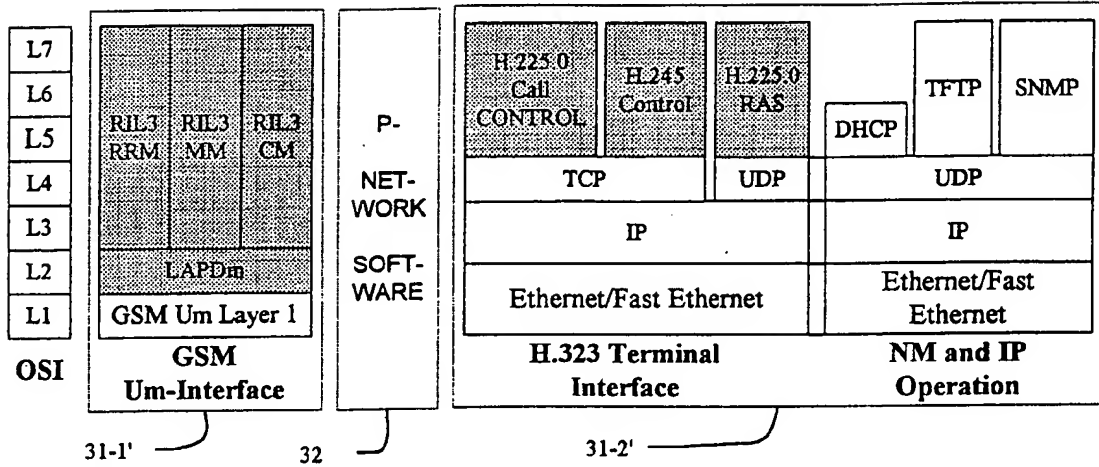 L7
L6
L5
L4
L3
L2
L1
OSI
RIL3
RRM
RIL3
MM
RIL3
CM
LAPDm
GSM Um Layer 1
GSM
Um-Interface
31-1'
P-
NET-
WORK
SOFT-
WARE
32
H.225.0
Call
CONTROL
H.245
Control
H.225.0
RAS
TCP
UDP
IP
Ethernet/Fast Ethernet
H.323 Terminal
Interface
DHCP
TFTP
SNMP
UDP
IP
Ethernet/Fast
Ethernet
NM and IP
Operation
31-2'